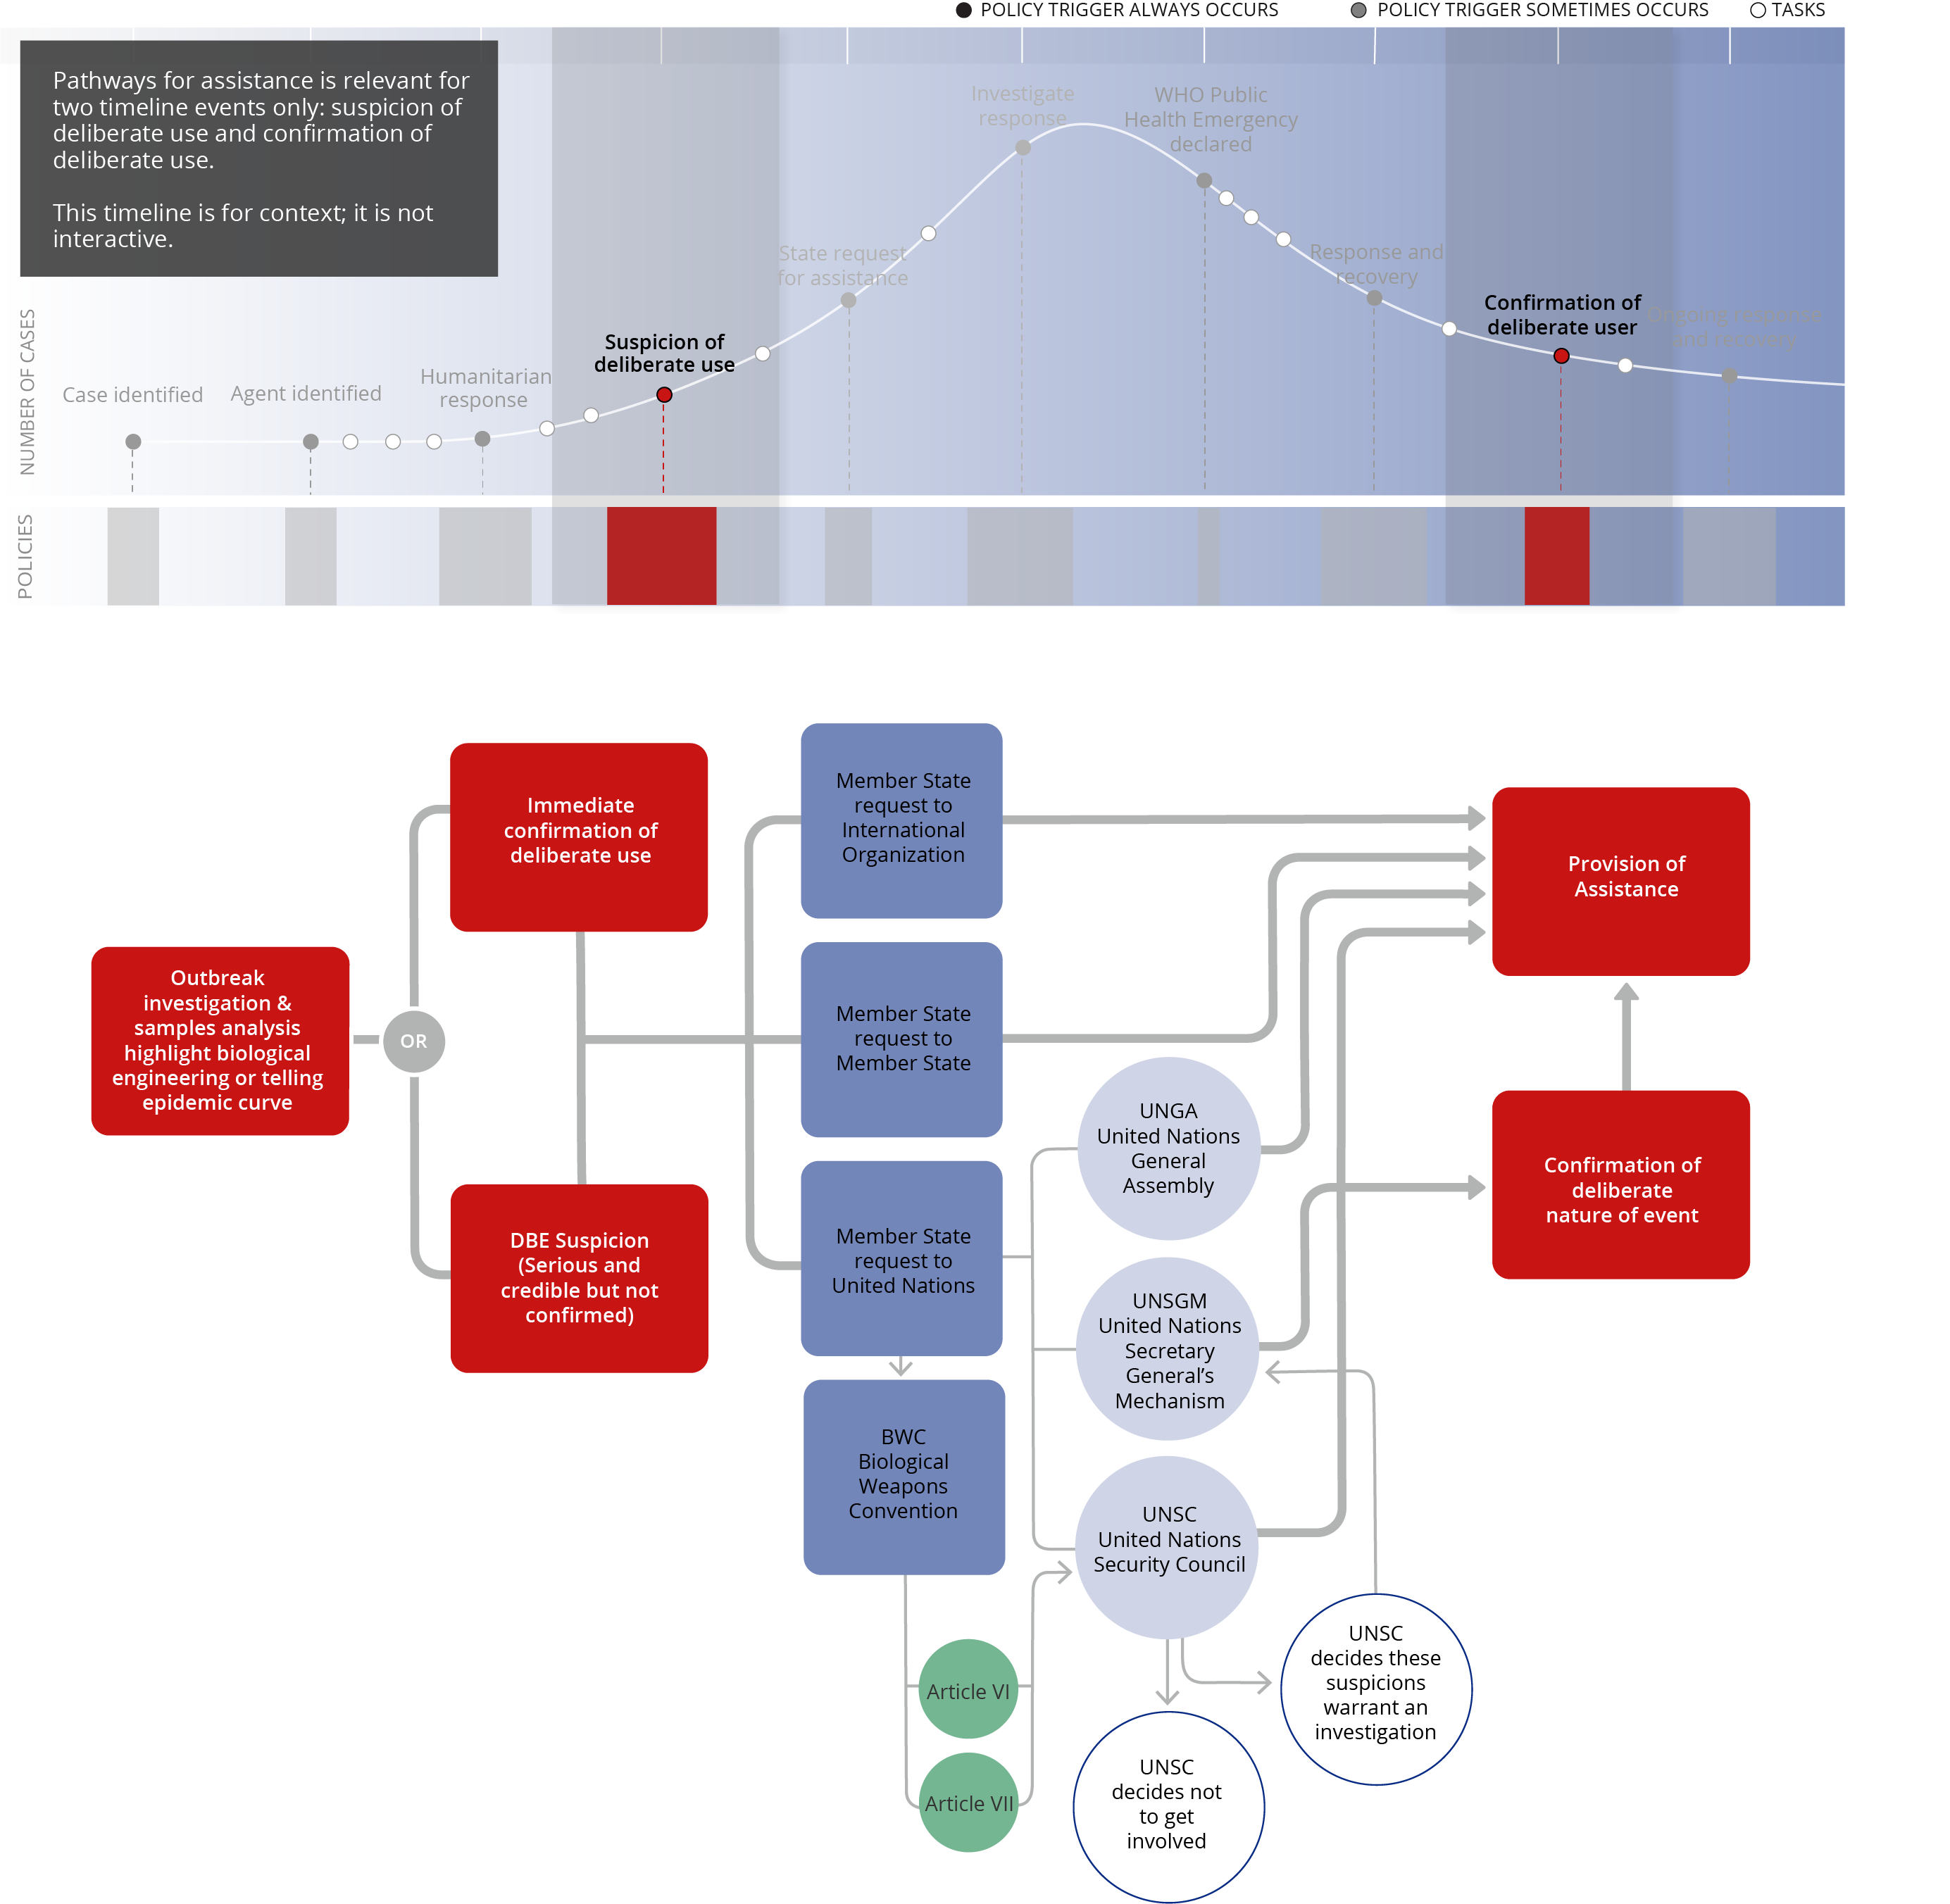 POLICY TRIGGER ALWAYS OCCURS
POLICY TRIGGER SOMETIMES OCCURS
TASKS
Pathways for assistance is relevant for
two timeline events only: suspicion of
deliberate use and confirmation of
deliberate use.
This timeline is for context; it is not
interactive.
NUMBER OF CASES
Case identified
Agent identified
Humanitarian
response
Suspicion of
deliberate use
State request
for assistance
Investigate
response
WHO Public
Health Emergency
declared
Response and
recovery
Confirmation of
deliberate user
Ongoing response
and recovery
POLICIES
Outbreak
investigation &
samples analysis
highlight biological
engineering or telling
epidemic curve
OR
Immediate
confirmation of
deliberate use
DBE Suspicion
(Serious and
credible but not
confirmed)
Member State
request to
International
Organization
Member State
request to
Member State
Member State
request to
United Nations
BWC
Biological
Weapons
Convention
Article VI
Article VII
UNGA
United Nations
General
Assembly
UNSGM
United Nations
Secretary
General’s
Mechanism
UNSC
United Nations
Security Council
UNSC
decides not
to get
involved
UNSC
decides these
suspicions
warrant an
investigation
Provision of
Assistance
Confirmation of
deliberate
nature of event